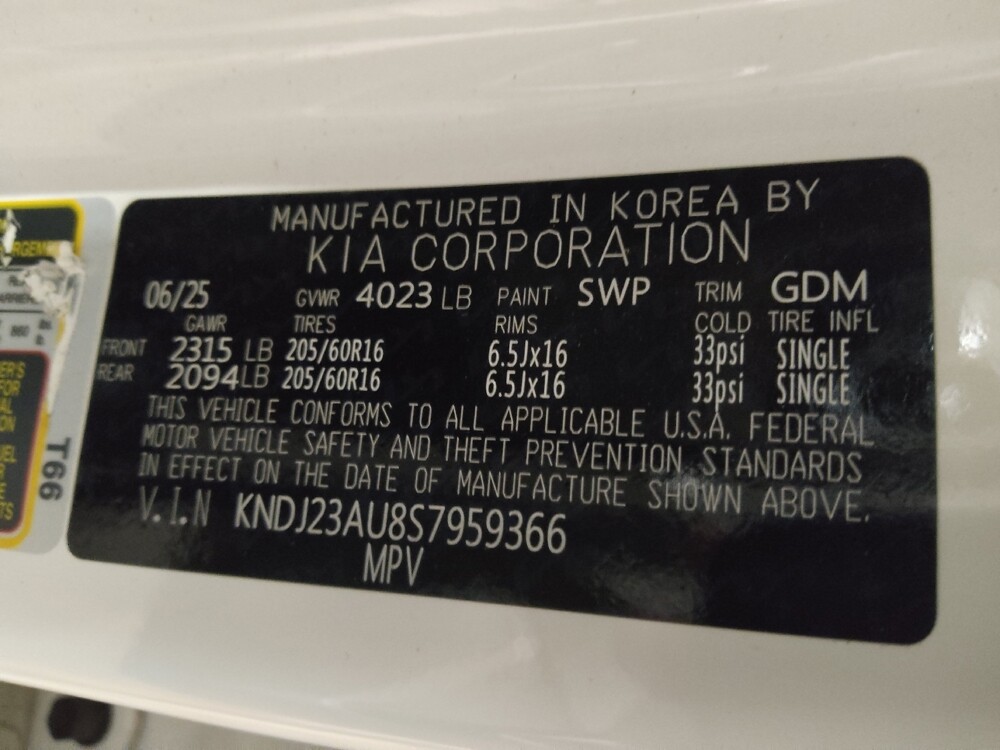 MANUFACTURED IN KOREA BY
KIA CORPORATION
06/25 GVWR 4023 LB PAINT SWP TRIM GDM
GAWR TIRES RIMS COLD TIRE INFL
FRONT 2315 LB 205/60R16 6.5Jx16 33psi SINGLE
REAR 2094LB 205/60R16 6.5Jx16 33psi SINGLE
THIS VEHICLE CONFORMS TO ALL APPLICABLE U.S.A. FEDERAL
MOTOR VEHICLE SAFETY AND THEFT PREVENTION STANDARDS
IN EFFECT ON THE DATE OF MANUFACTURE SHOWN ABOVE.
V.I.N KNDJ23AU8S7959366
MPV
T66